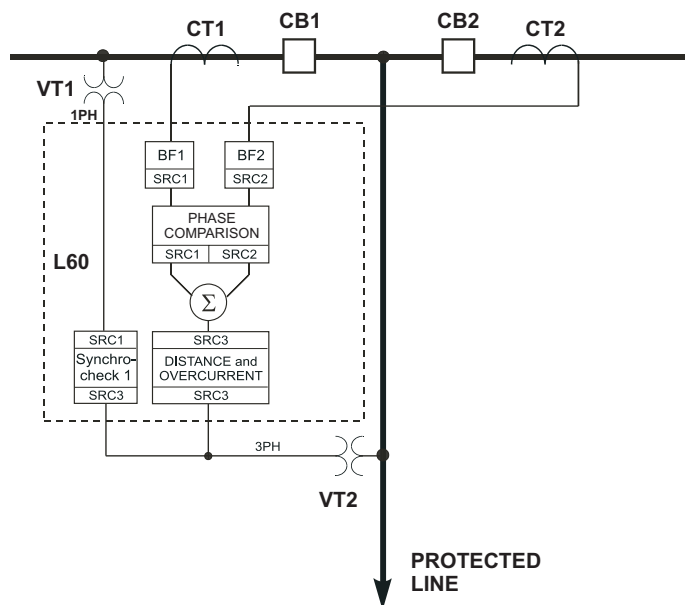 CT1
CB1
CB2
CT2
VT1
1PH
BF1
SRC1
BF2
SRC2
PHASE
COMPARISON
SRC1
SRC2
L60
Σ
SRC1
Synchro-
check 1
SRC3
SRC3
DISTANCE and
OVERCURRENT
SRC3
3PH
VT2
PROTECTED
LINE